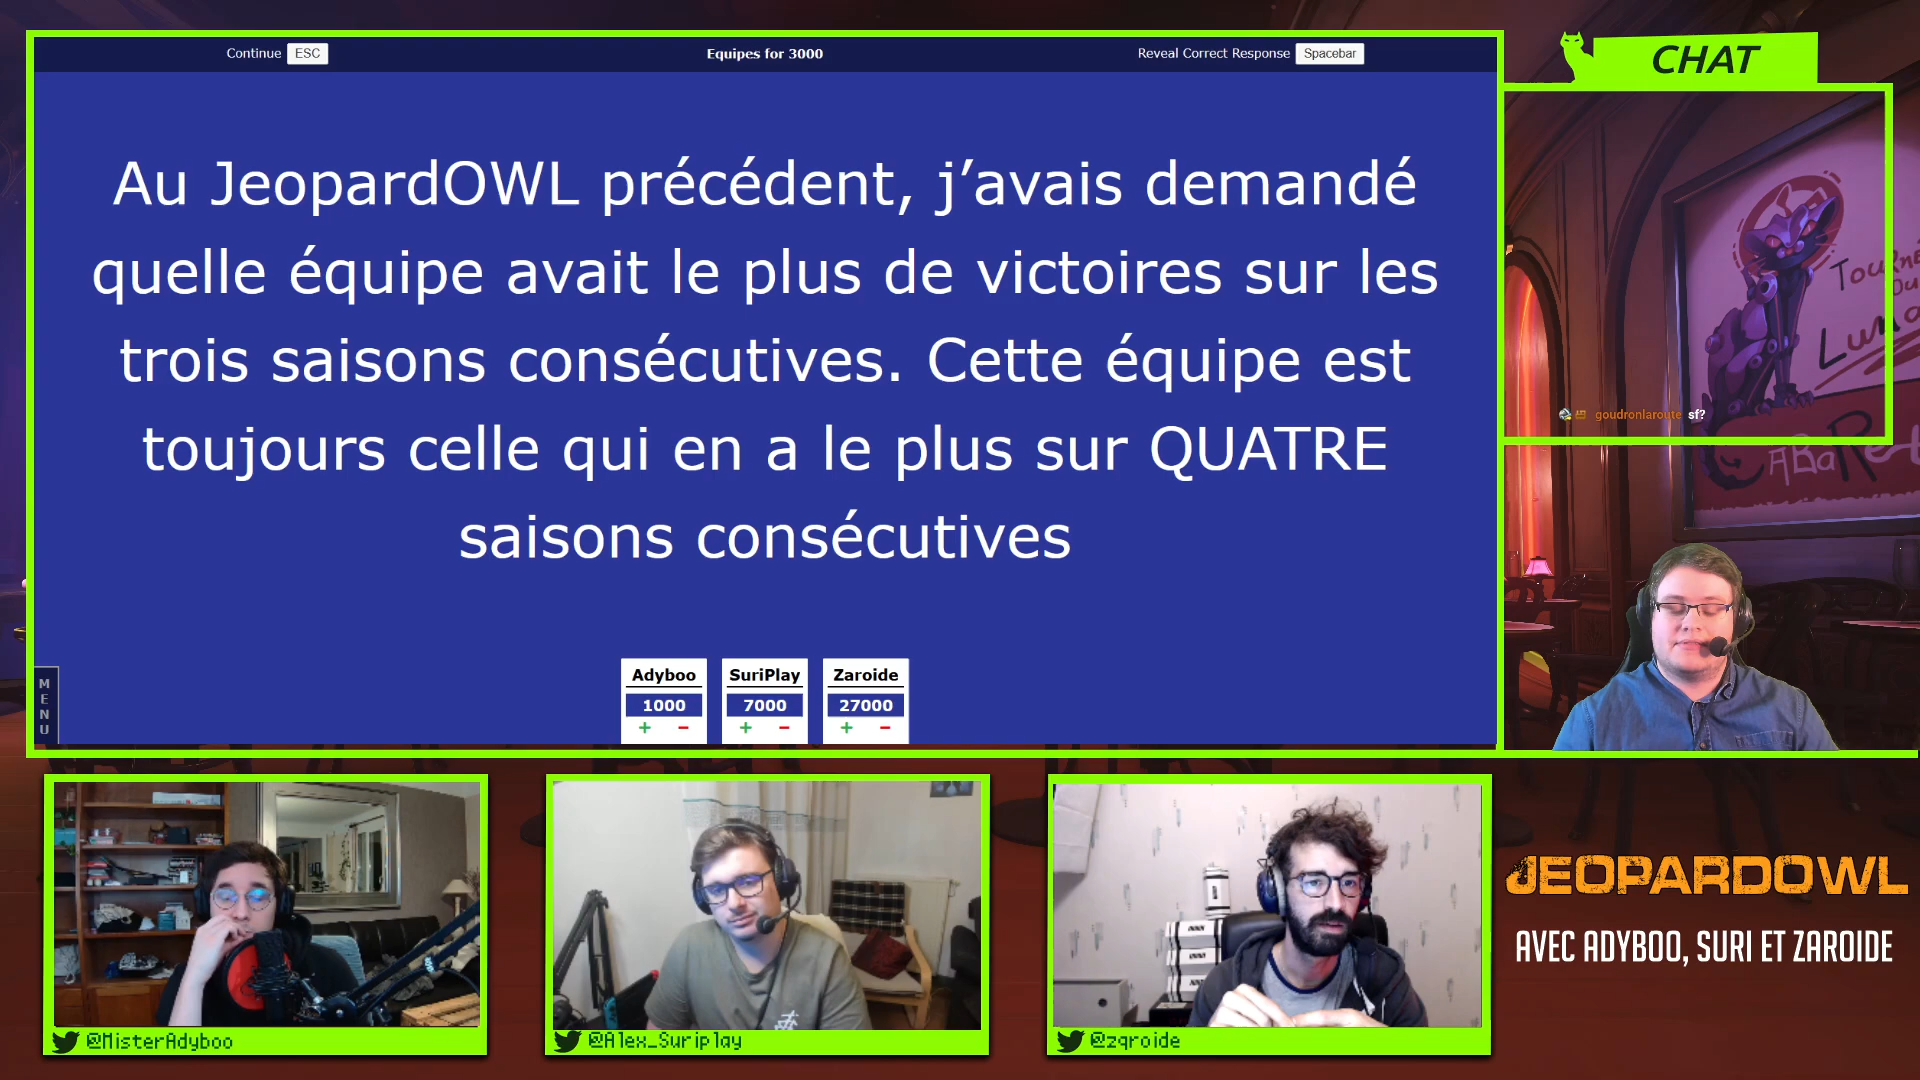 Continue ESC
Equipes for 3000
Reveal Correct Response Spacebar
CHAT
Au JeopardOWL précédent, j’avais demandé
quelle équipe avait le plus de victoires sur les
trois saisons consécutives. Cette équipe est
toujours celle qui en a le plus sur QUATRE
saisons consécutives
goudronlaroute sf?
MENU
Adyboo
1000
+ −
SuriPlay
7000
+ −
Zaroide
27000
+ −
@MisterAdyboo
@Alex_Suriplay
@zqroide
JEOPARDOWL
AVEC ADYBOO, SURI ET ZAROIDE